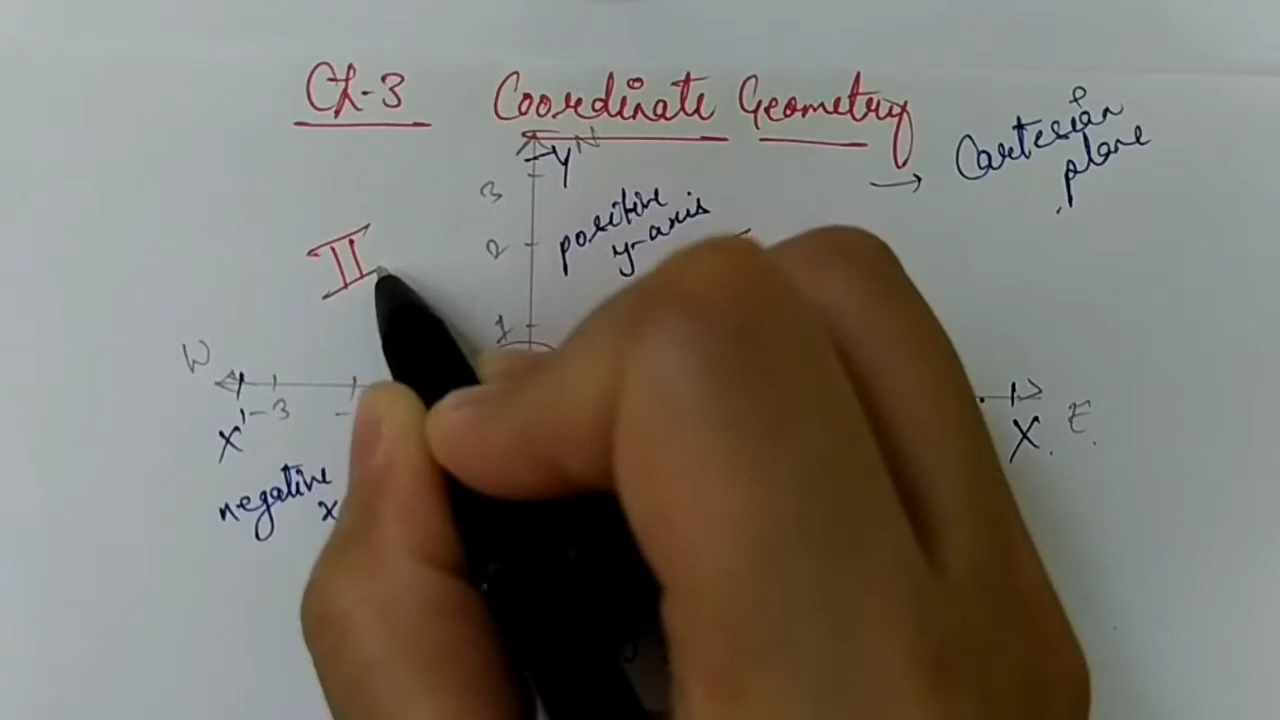 Ch-3 Coordinate Geometry
→ Cartesian plane
Y N
3
positive
y-axis
2
II
1
W
-3
X'
X E.
negative
x